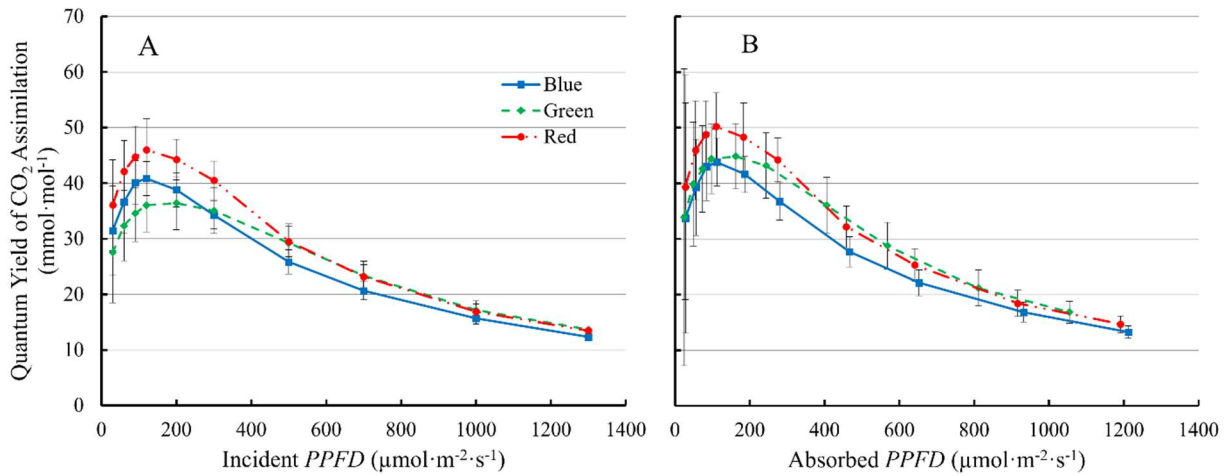 Quantum Yield of CO₂ Assimilation
(mmol·mol⁻¹)
70
60
50
40
30
20
10
0
A
Blue
Green
Red
0 200 400 600 800 1000 1200 1400
Incident PPFD (µmol·m⁻²·s⁻¹)
B
0 200 400 600 800 1000 1200 1400
Absorbed PPFD (µmol·m⁻²·s⁻¹)